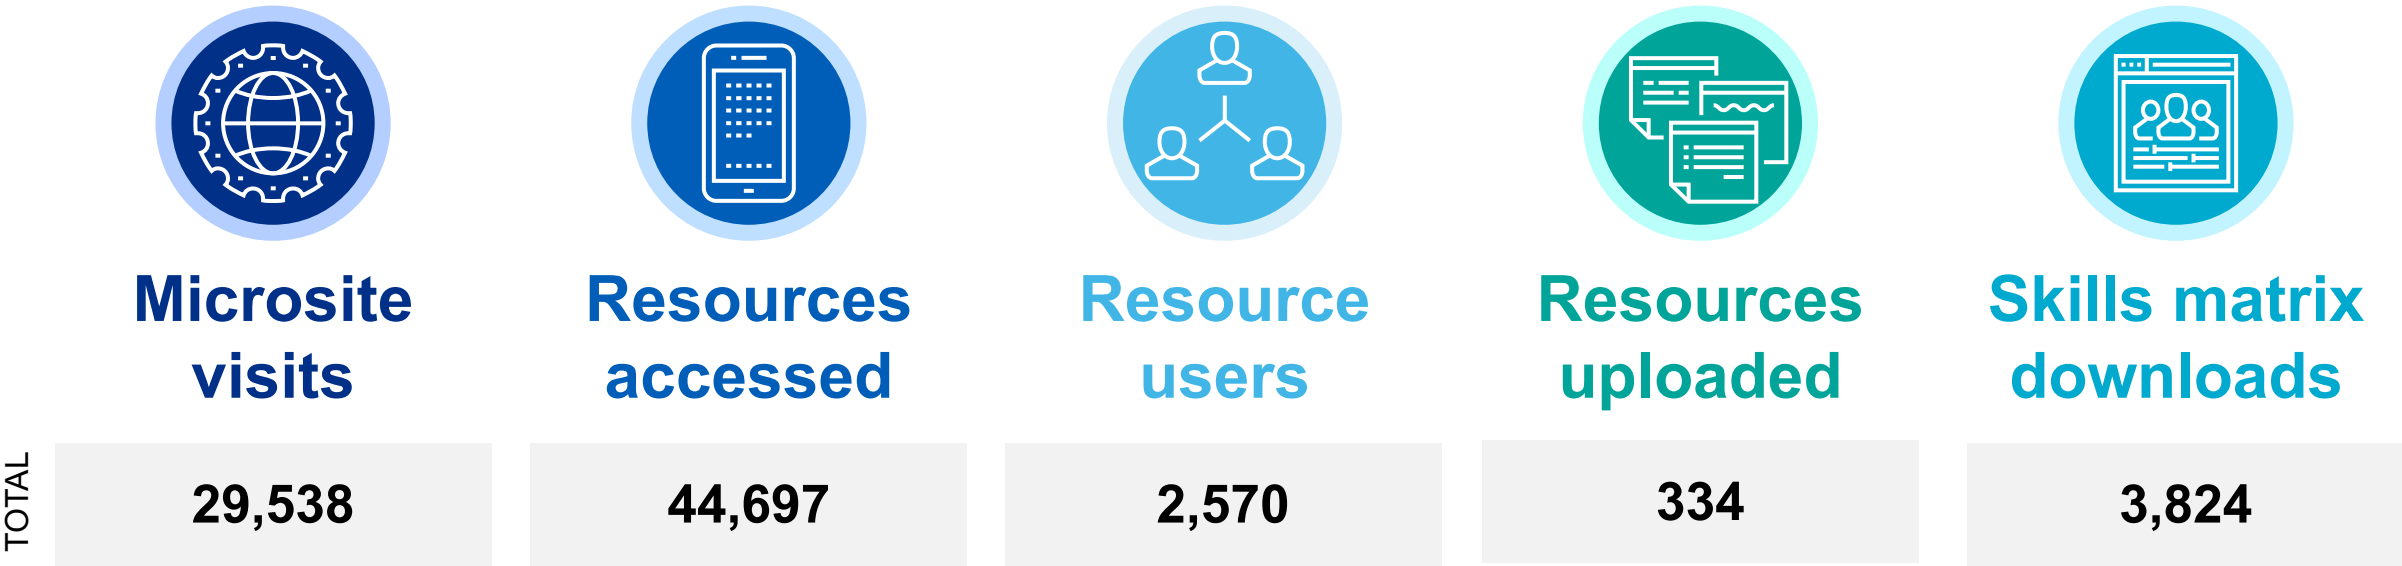 Microsite
visits
Resources
accessed
Resource
users
Resources
uploaded
Skills matrix
downloads
TOTAL
29,538
44,697
2,570
334
3,824